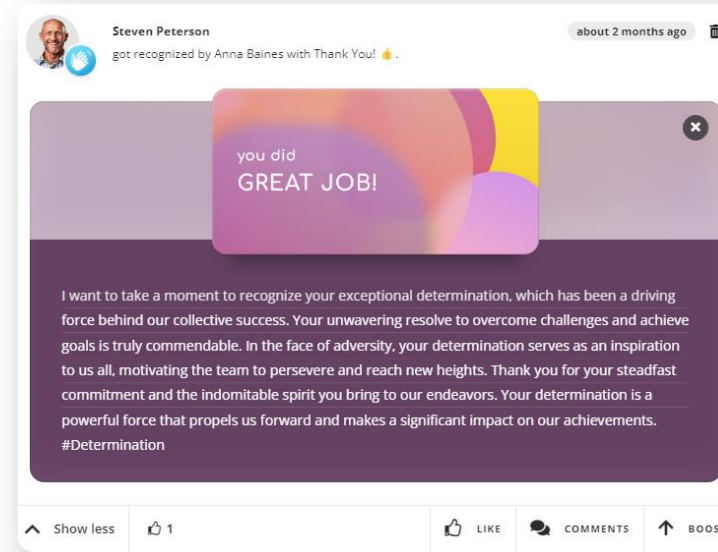 Steven Peterson
about 2 months ago
got recognized by Anna Baines with Thank You! 👍 .
you did
GREAT JOB!
I want to take a moment to recognize your exceptional determination, which has been a driving
force behind our collective success. Your unwavering resolve to overcome challenges and achieve
goals is truly commendable. In the face of adversity, your determination serves as an inspiration
to us all, motivating the team to persevere and reach new heights. Thank you for your steadfast
commitment and the indomitable spirit you bring to our endeavors. Your determination is a
powerful force that propels us forward and makes a significant impact on our achievements.
#Determination
Show less
1
LIKE
COMMENTS
BOOS